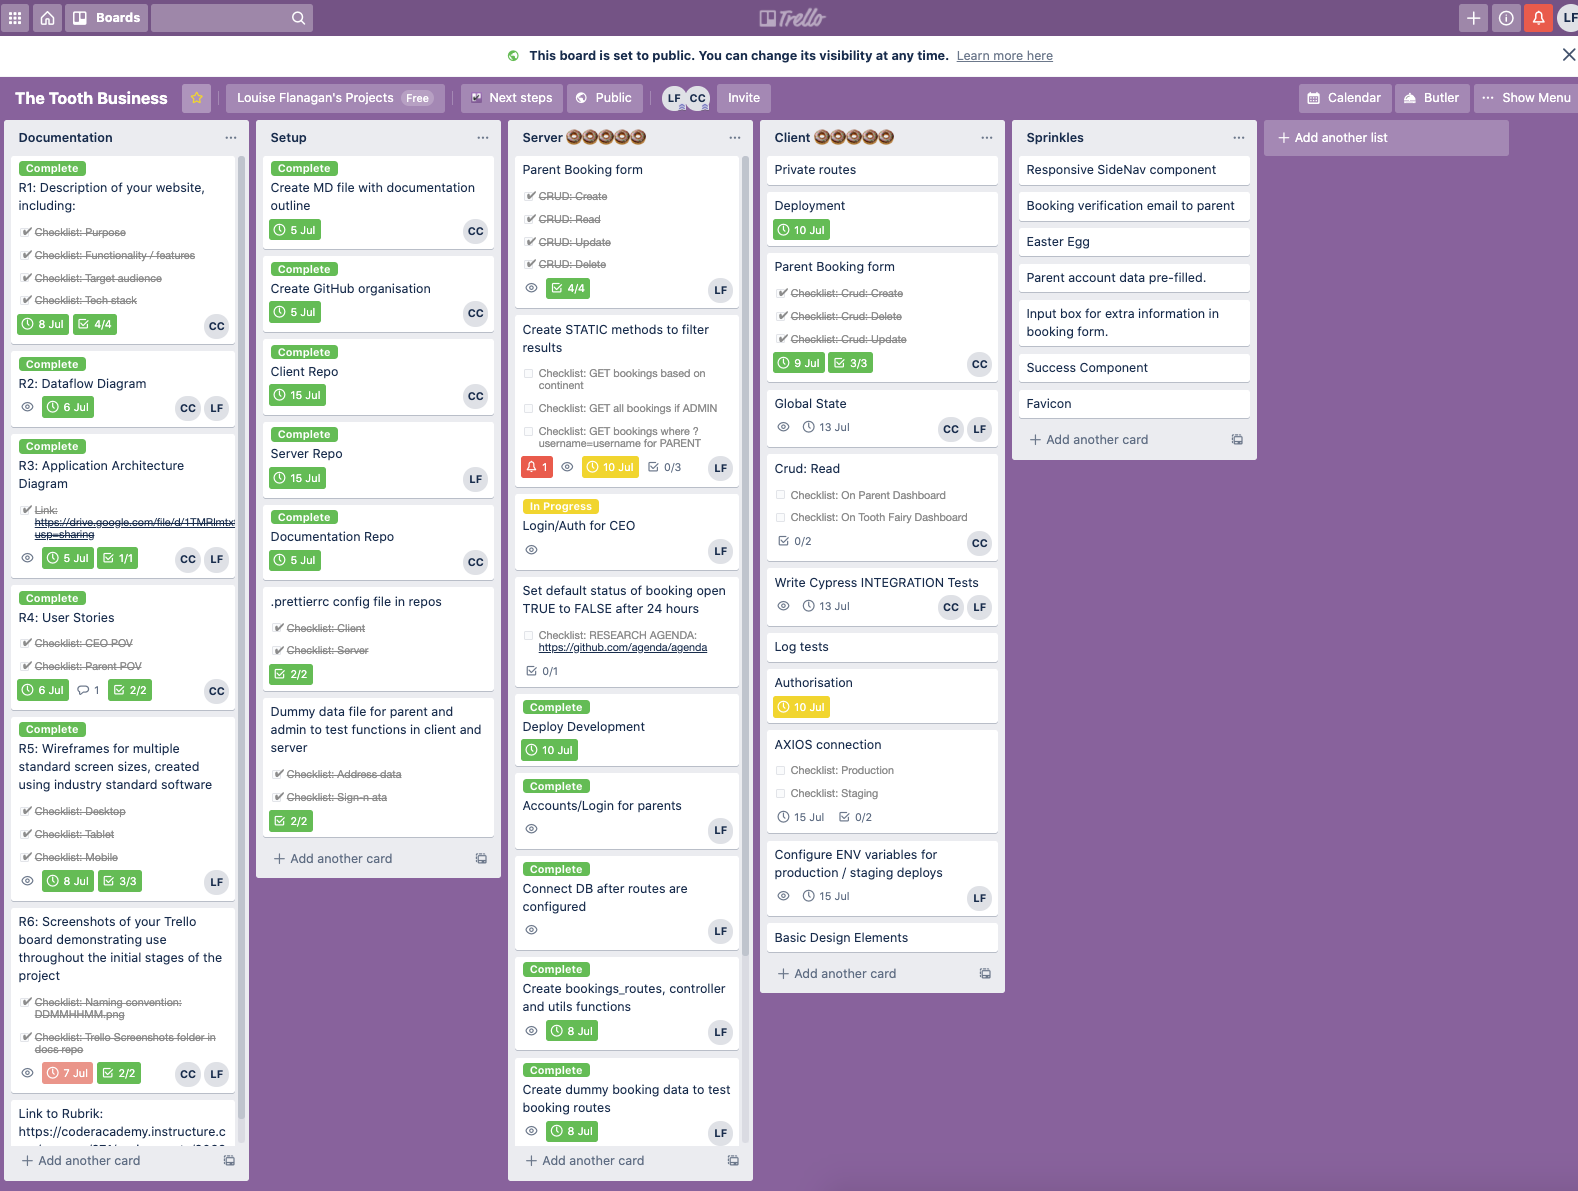 Boards
Trello
LF
This board is set to public. You can change its visibility at any time. Learn more here
The Tooth Business
Louise Flanagan's Projects Free
Next steps
Public
LF CC
Invite
Calendar
Butler
Show Menu
Documentation
Complete
R1: Description of your website,
including:
Checklist: Purpose
Checklist: Functionality / features
Checklist: Target audience
Checklist: Tech stack
8 Jul 4/4 CC
Complete
R2: Dataflow Diagram
6 Jul CC LF
Complete
R3: Application Architecture
Diagram
Link:
https://drive.google.com/file/d/1TMRlmtx
usp=sharing
5 Jul 1/1 CC LF
Complete
R4: User Stories
Checklist: CEO POV
Checklist: Parent POV
6 Jul 1 2/2 CC
Complete
R5: Wireframes for multiple
standard screen sizes, created
using industry standard software
Checklist: Desktop
Checklist: Tablet
Checklist: Mobile
8 Jul 3/3 LF
R6: Screenshots of your Trello
board demonstrating use
throughout the initial stages of the
project
Checklist: Naming convention:
DDMMHHMM.png
Checklist: Trello Screenshots folder in
docs repo
7 Jul 2/2 CC LF
Link to Rubrik:
https://coderacademy.instructure.c
+ Add another card
Setup
Complete
Create MD file with documentation
outline
5 Jul CC
Complete
Create GitHub organisation
5 Jul CC
Complete
Client Repo
15 Jul CC
Complete
Server Repo
15 Jul LF
Complete
Documentation Repo
5 Jul CC
.prettierrc config file in repos
Checklist: Client
Checklist: Server
2/2
Dummy data file for parent and
admin to test functions in client and
server
Checklist: Address data
Checklist: Sign-n ata
2/2
+ Add another card
Server 🍩🍩🍩🍩🍩
Parent Booking form
CRUD: Create
CRUD: Read
CRUD: Update
CRUD: Delete
4/4 LF
Create STATIC methods to filter
results
Checklist: GET bookings based on
continent
Checklist: GET all bookings if ADMIN
Checklist: GET bookings where ?
username=username for PARENT
1 10 Jul 0/3 LF
In Progress
Login/Auth for CEO
LF
Set default status of booking open
TRUE to FALSE after 24 hours
Checklist: RESEARCH AGENDA:
https://github.com/agenda/agenda
0/1
Complete
Deploy Development
10 Jul
Complete
Accounts/Login for parents
LF
Complete
Connect DB after routes are
configured
LF
Complete
Create bookings_routes, controller
and utils functions
8 Jul LF
Complete
Create dummy booking data to test
booking routes
8 Jul LF
+ Add another card
Client 🍩🍩🍩🍩🍩
Private routes
Deployment
10 Jul
Parent Booking form
Checklist: Crud: Create
Checklist: Crud: Delete
Checklist: Crud: Update
9 Jul 3/3 CC
Global State
13 Jul CC LF
Crud: Read
Checklist: On Parent Dashboard
Checklist: On Tooth Fairy Dashboard
0/2 CC
Write Cypress INTEGRATION Tests
13 Jul CC LF
Log tests
Authorisation
10 Jul
AXIOS connection
Checklist: Production
Checklist: Staging
15 Jul 0/2
Configure ENV variables for
production / staging deploys
15 Jul LF
Basic Design Elements
+ Add another card
Sprinkles
Responsive SideNav component
Booking verification email to parent
Easter Egg
Parent account data pre-filled.
Input box for extra information in
booking form.
Success Component
Favicon
+ Add another card
+ Add another list